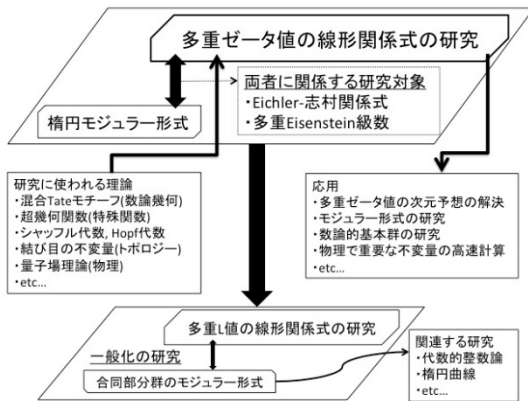 多重ゼータ値の線形関係式の研究
両者に関係する研究対象
・Eichler-志村関係式
・多重Eisenstein級数
楕円モジュラー形式
研究に使われる理論
・混合Tateモチーフ(数論幾何)
・超幾何関数(特殊関数)
・シャッフル代数, Hopf代数
・結び目の不変量(トポロジー)
・量子場理論(物理)
・etc…
応用
・多重ゼータ値の次元予想の解決
・モジュラー形式の研究
・数論的基本群の研究
・物理で重要な不変量の高速計算
・etc…
多重L値の線形関係式の研究
一般化の研究
合同部分群のモジュラー形式
関連する研究
・代数的整数論
・楕円曲線
・etc…